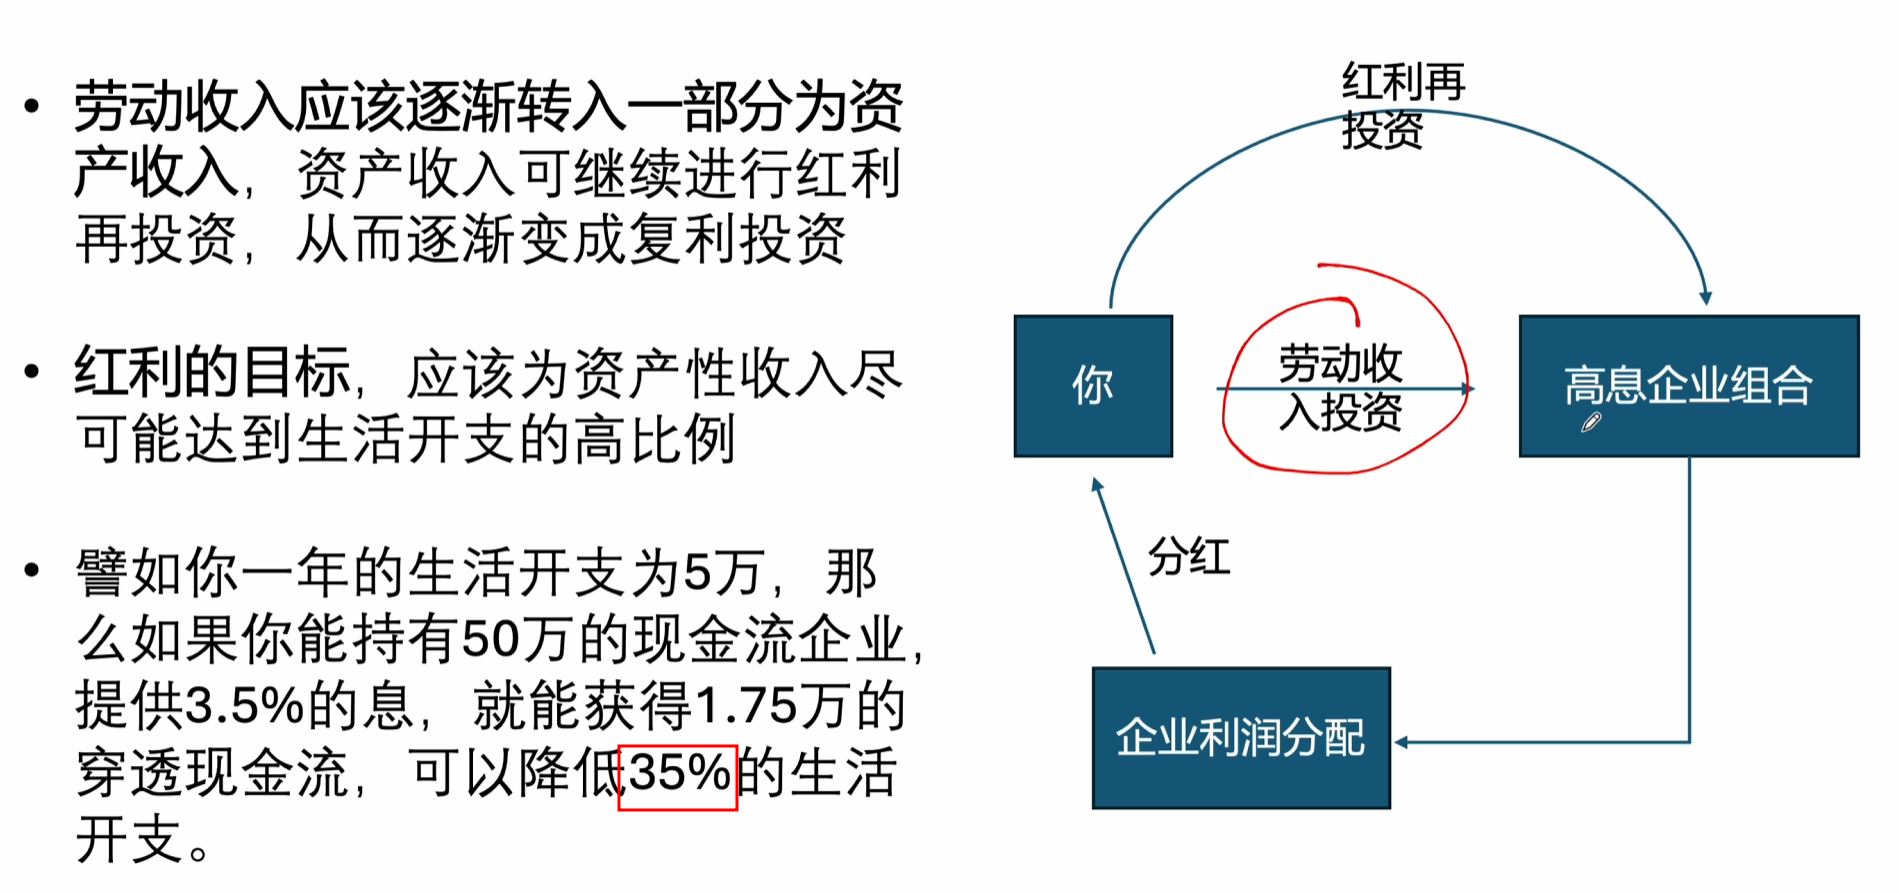 • 劳动收入应该逐渐转入一部分为资
产收入，资产收入可继续进行红利
再投资，从而逐渐变成复利投资
• 红利的目标，应该为资产性收入尽
可能达到生活开支的高比例
• 譬如你一年的生活开支为5万，那
么如果你能持有50万的现金流企业，
提供3.5%的息，就能获得1.75万的
穿透现金流，可以降低35%的生活
开支。
红利再
投资
你
劳动收
入投资
高息企业组合
分红
企业利润分配